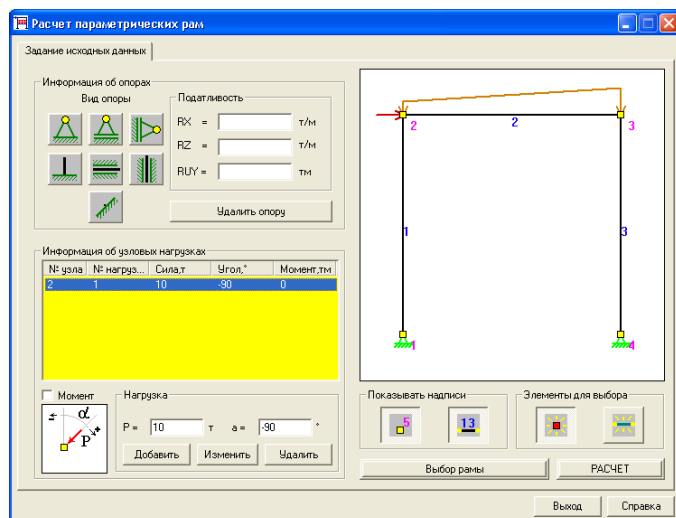 Расчет параметрических рам
Задание исходных данных
Информация об опорах
Вид опоры
Податливость
RX = т/м
RZ = т/м
RUY = тм
Удалить опору
Информация об узловых нагрузках
№ узла № нагруз... Сила,т Угол,° Момент,тм
2 1 10 -90 0
Момент
α
P
Нагрузка
P = 10 т a = -90 °
Добавить Изменить Удалить
2 2 3
1 3
1 4
Показывать надписи
5 13
Элементы для выбора
Выбор рамы РАСЧЕТ
Выход Справка